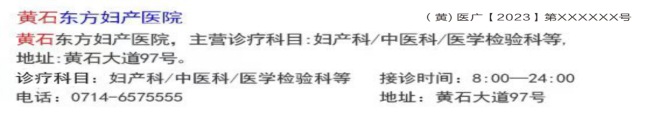 黄石东方妇产医院 （黄）医广【2023】第XXXXXX号
黄石东方妇产医院，主营诊疗科目:妇产科/中医科/医学检验科等,
地址:黄石大道97号。
诊疗科目：妇产科/中医科/医学检验科等 接诊时间：8:00—24:00
电话：0714-6575555 地址：黄石大道97号